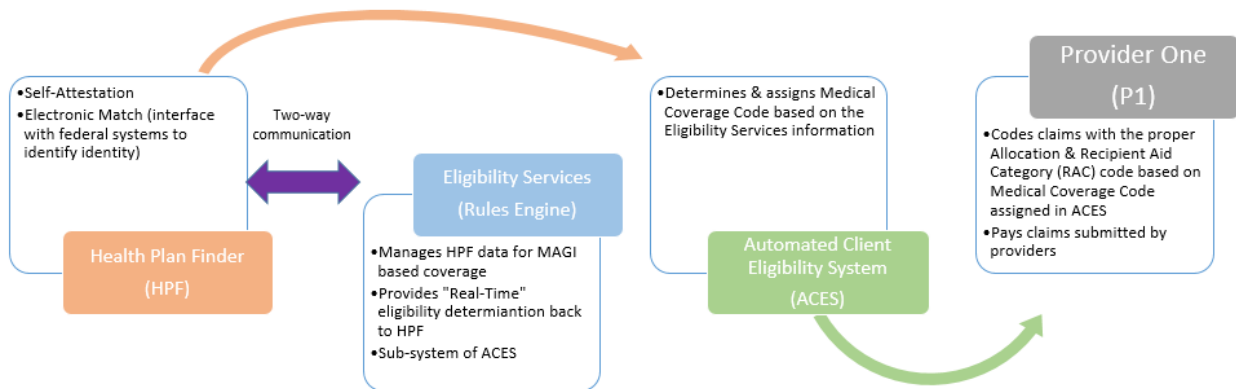 •Self-Attestation
•Electronic Match (interface
with federal systems to
identify identity)
Health Plan Finder
(HPF)
Two-way
communication
Eligibility Services
(Rules Engine)
•Manages HPF data for MAGI
based coverage
•Provides "Real-Time"
eligibility determiantion back
to HPF
•Sub-system of ACES
•Determines & assigns Medical
Coverage Code based on the
Eligibility Services information
Automated Client
Eligibility System
(ACES)
Provider One
(P1)
•Codes claims with the proper
Allocation & Recipient Aid
Category (RAC) code based on
Medical Coverage Code
assigned in ACES
•Pays claims submitted by
providers